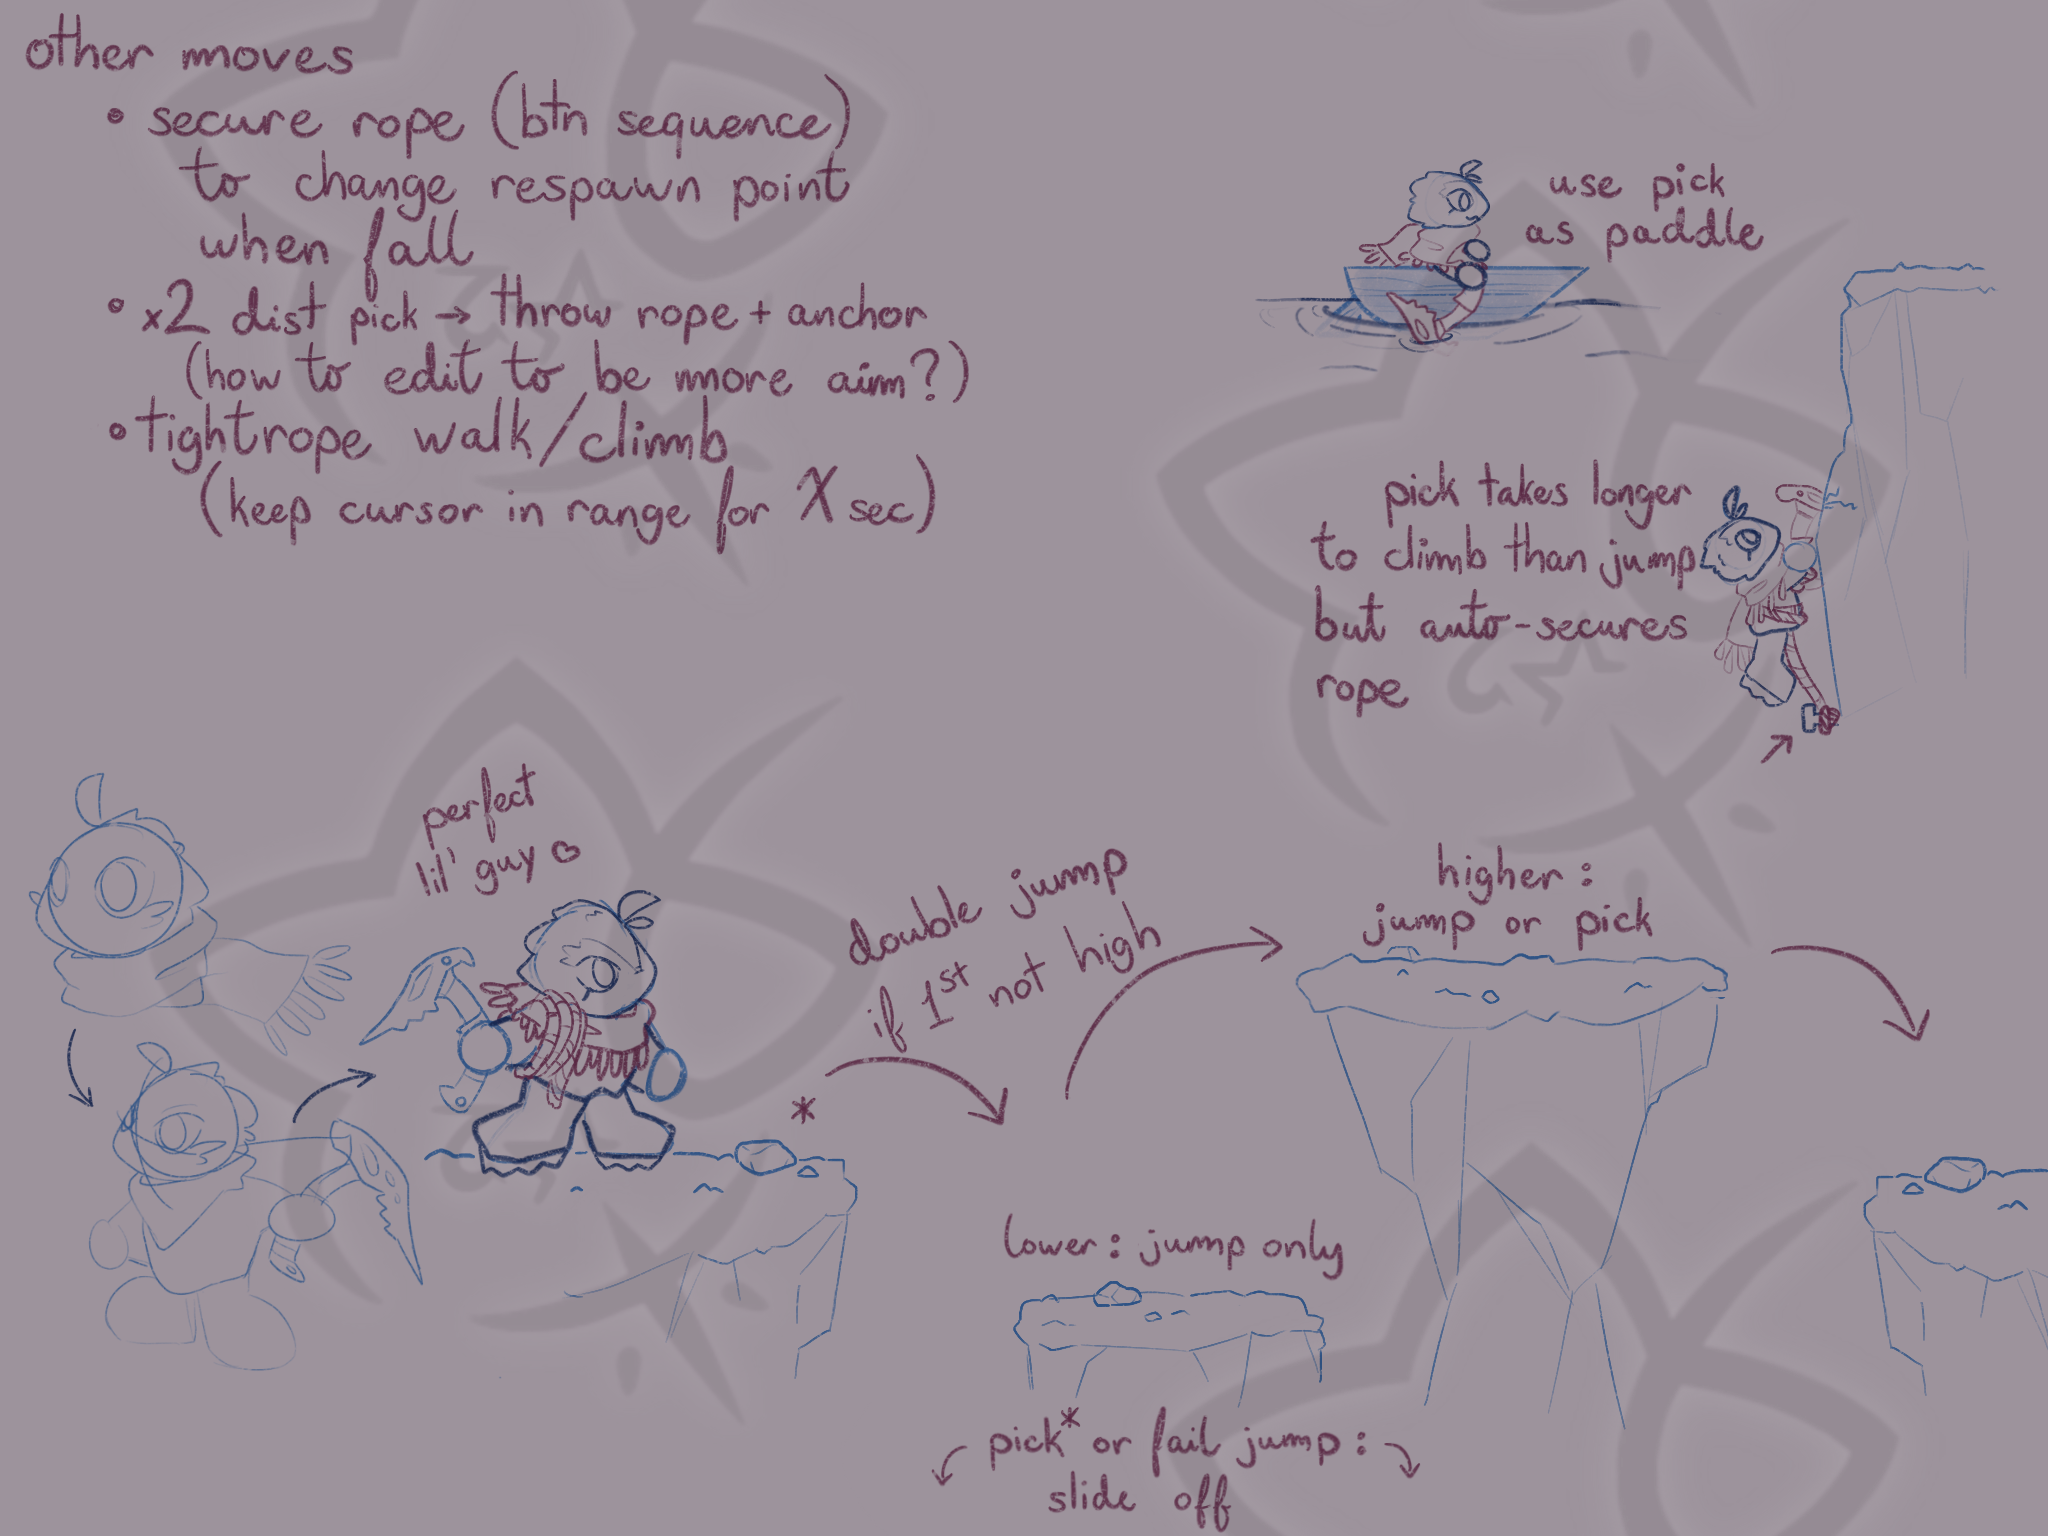 other moves
• secure rope (btn sequence)
to change respawn point
when fall
• x2 dist pick → throw rope + anchor
(how to edit to be more aim?)
• tightrope walk/climb
(keep cursor in range for X sec)
use pick
as paddle
pick takes longer
to climb than jump
but auto-secures
rope
perfect
lil' guy ♡
double jump
if 1st not high
*
higher:
jump or pick
lower: jump only
pick* or fail jump:
slide off